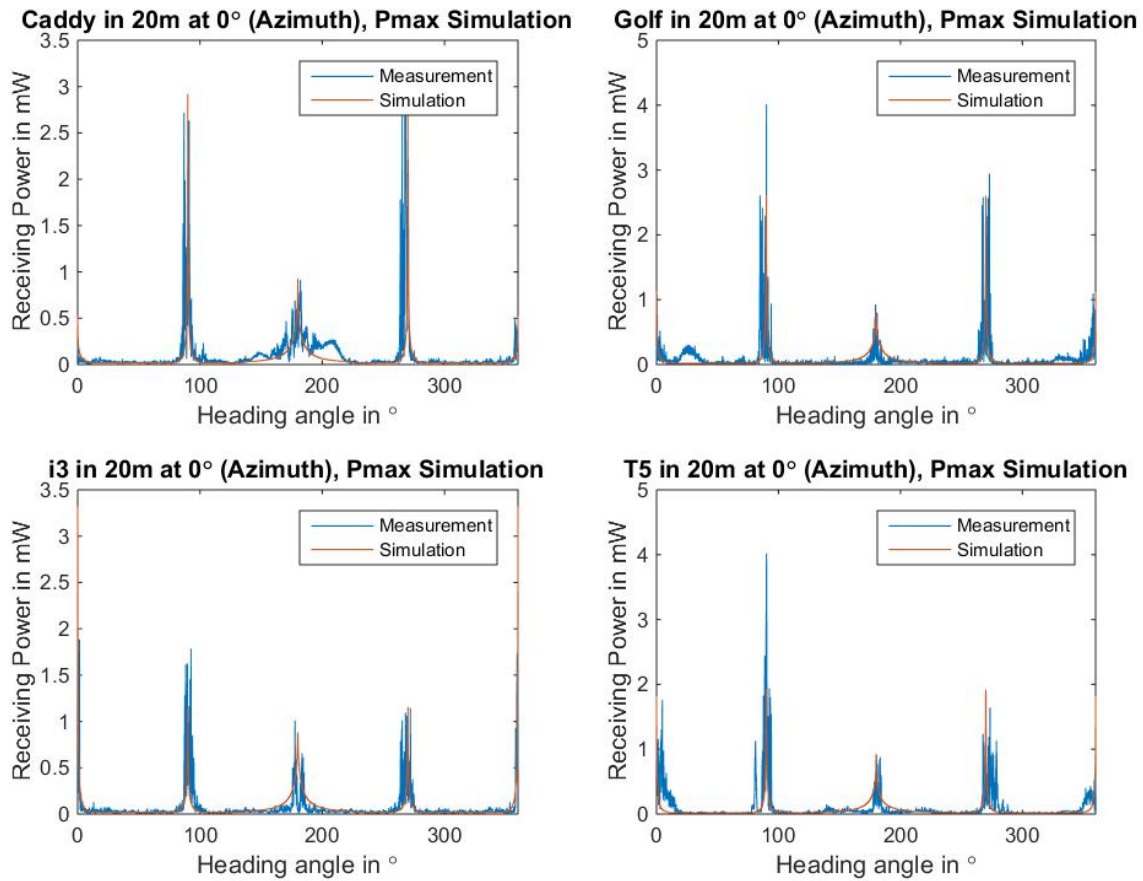 Caddy in 20m at 0° (Azimuth), Pmax Simulation
3.5
3
2.5
2
1.5
1
0.5
0
Receiving Power in mW
Measurement
Simulation
0
100
200
300
Heading angle in °
Golf in 20m at 0° (Azimuth), Pmax Simulation
5
4
3
2
1
0
Receiving Power in mW
Measurement
Simulation
0
100
200
300
Heading angle in °
i3 in 20m at 0° (Azimuth), Pmax Simulation
3.5
3
2.5
2
1.5
1
0.5
0
Receiving Power in mW
Measurement
Simulation
0
100
200
300
Heading angle in °
T5 in 20m at 0° (Azimuth), Pmax Simulation
5
4
3
2
1
0
Receiving Power in mW
Measurement
Simulation
0
100
200
300
Heading angle in °